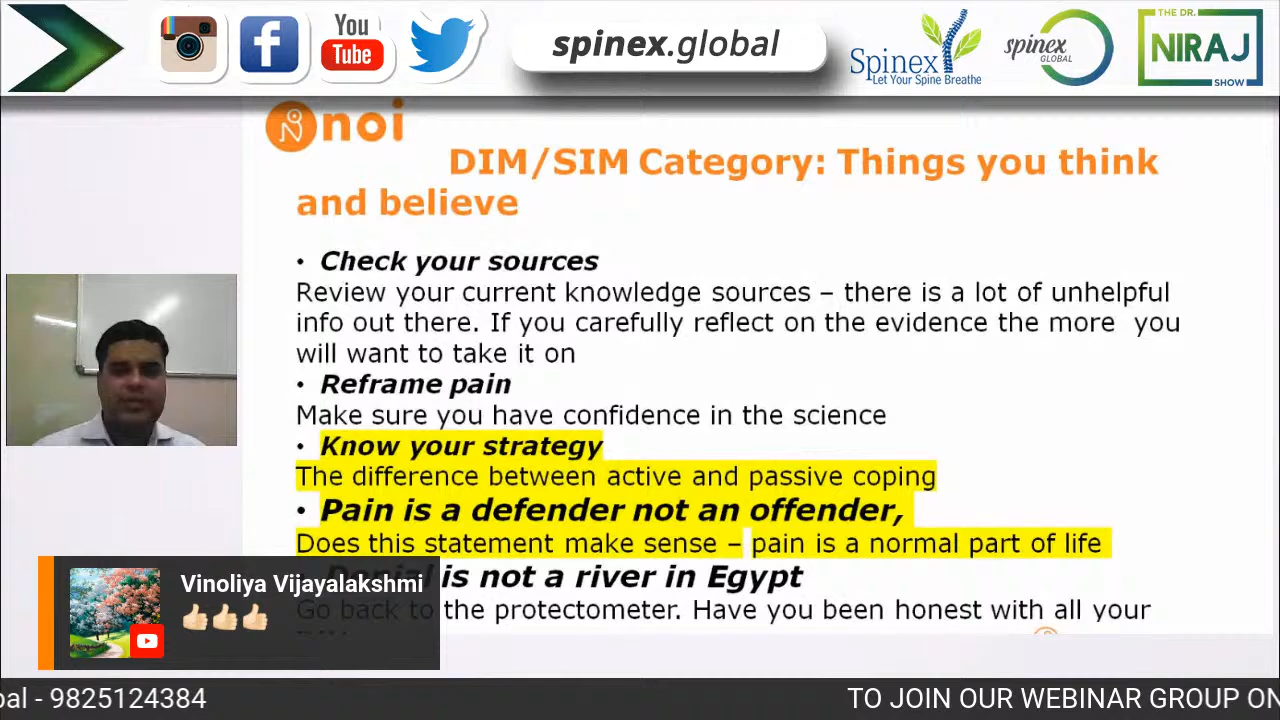 You
Tube
spinex.global
Spinex
Let Your Spine Breathe
spinex
GLOBAL
THE DR.
NIRAJ
SHOW
noi
DIM/SIM Category: Things you think
and believe
• Check your sources
Review your current knowledge sources – there is a lot of unhelpful
info out there. If you carefully reflect on the evidence the more you
will want to take it on
• Reframe pain
Make sure you have confidence in the science
• Know your strategy
The difference between active and passive coping
• Pain is a defender not an offender,
Does this statement make sense – pain is a normal part of life
Denial is not a river in Egypt
Go back to the protectometer. Have you been honest with all your
Vinoliya Vijayalakshmi
👍🏻👍🏻👍🏻
bal - 9825124384
TO JOIN OUR WEBINAR GROUP ON